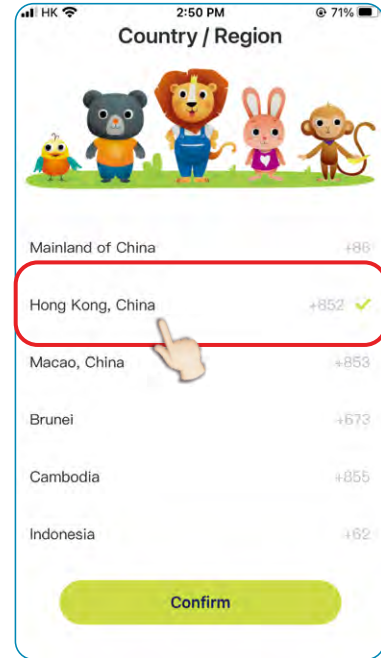 HK 2:50 PM 71%
Country / Region
Mainland of China +86
Hong Kong, China +852
Macao, China +853
Brunei +673
Cambodia +855
Indonesia +62
Confirm